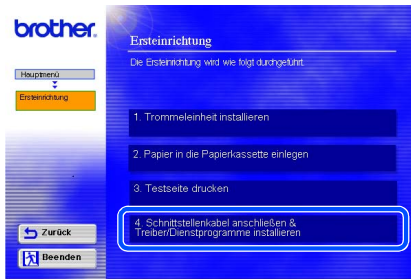 brother.
Ersteinrichtung
Die Ersteinrichtung wird wie folgt durchgeführt.
Hauptmenü
Ersteinrichtung
1. Trommeleinheit installieren
2. Papier in die Papierkassette einlegen
3. Testseite drucken
4. Schnittstellenkabel anschließen &
Treiber/Dienstprogramme installieren
Zurück
Beenden